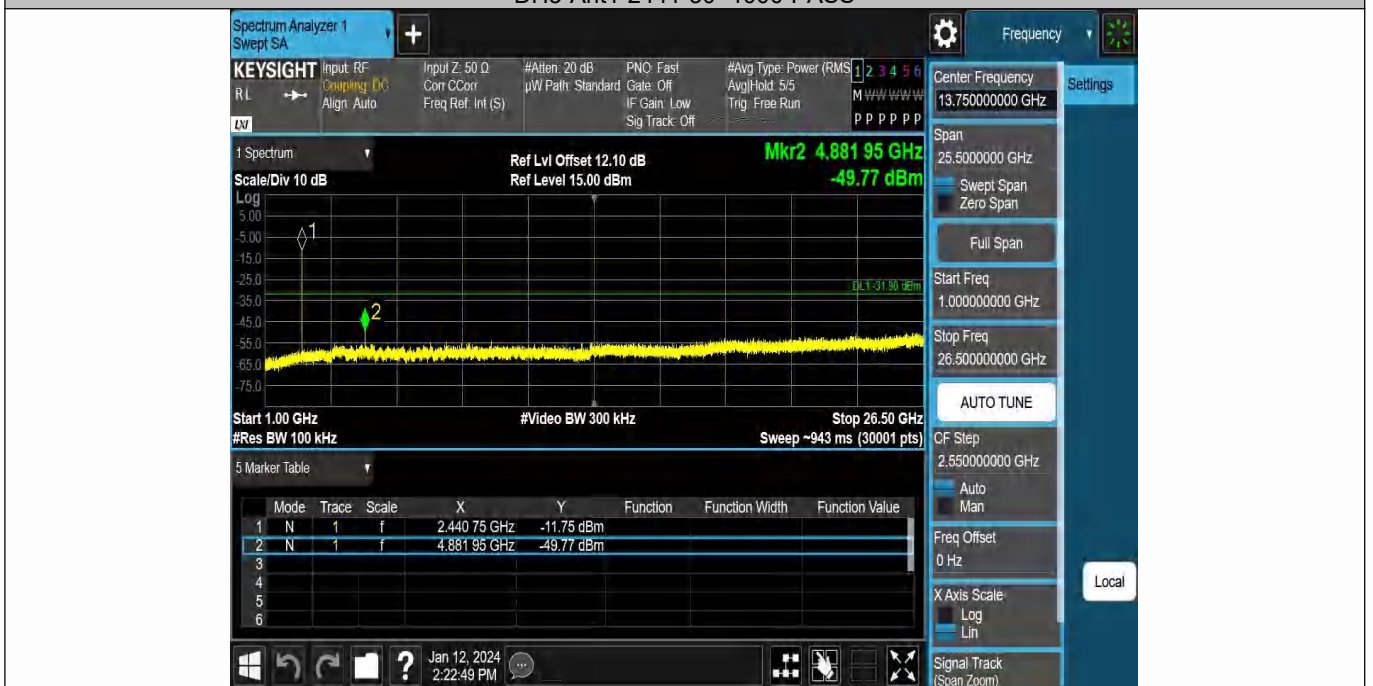 Spectrum Analyzer 1
Swept SA
+
Frequency
KEYSIGHT
RL
LXI
Input: RF
Coupling: DC
Align: Auto
Input Z: 50 Ω
Corr CCorr
Freq Ref: Int (S)
#Atten: 20 dB
µW Path: Standard
PNO: Fast
Gate: Off
IF Gain: Low
Sig Track: Off
#Avg Type: Power (RMS
Avg|Hold: 5/5
Trig: Free Run
1 2 3 4 5 6
M W W W W W
P P P P P P
1 Spectrum
Scale/Div 10 dB
Ref Lvl Offset 12.10 dB
Ref Level 15.00 dBm
Mkr2 4.881 95 GHz
-49.77 dBm
Log
5.00
-5.00
-15.0
-25.0
-35.0
-45.0
-55.0
-65.0
-75.0
1
2
DL1 -31.80 dBm
Start 1.00 GHz
#Res BW 100 kHz
#Video BW 300 kHz
Stop 26.50 GHz
Sweep ~943 ms (30001 pts)
5 Marker Table
Mode Trace Scale X Y Function Function Width Function Value
1 N 1 f 2.440 75 GHz -11.75 dBm
2 N 1 f 4.881 95 GHz -49.77 dBm
3
4
5
6
?
Jan 12, 2024
2:22:49 PM
Center Frequency
13.750000000 GHz
Settings
Span
25.5000000 GHz
Swept Span
Zero Span
Full Span
Start Freq
1.000000000 GHz
Stop Freq
26.500000000 GHz
AUTO TUNE
CF Step
2.550000000 GHz
Auto
Man
Freq Offset
0 Hz
X Axis Scale
Log
Lin
Local
Signal Track
(Span Zoom)